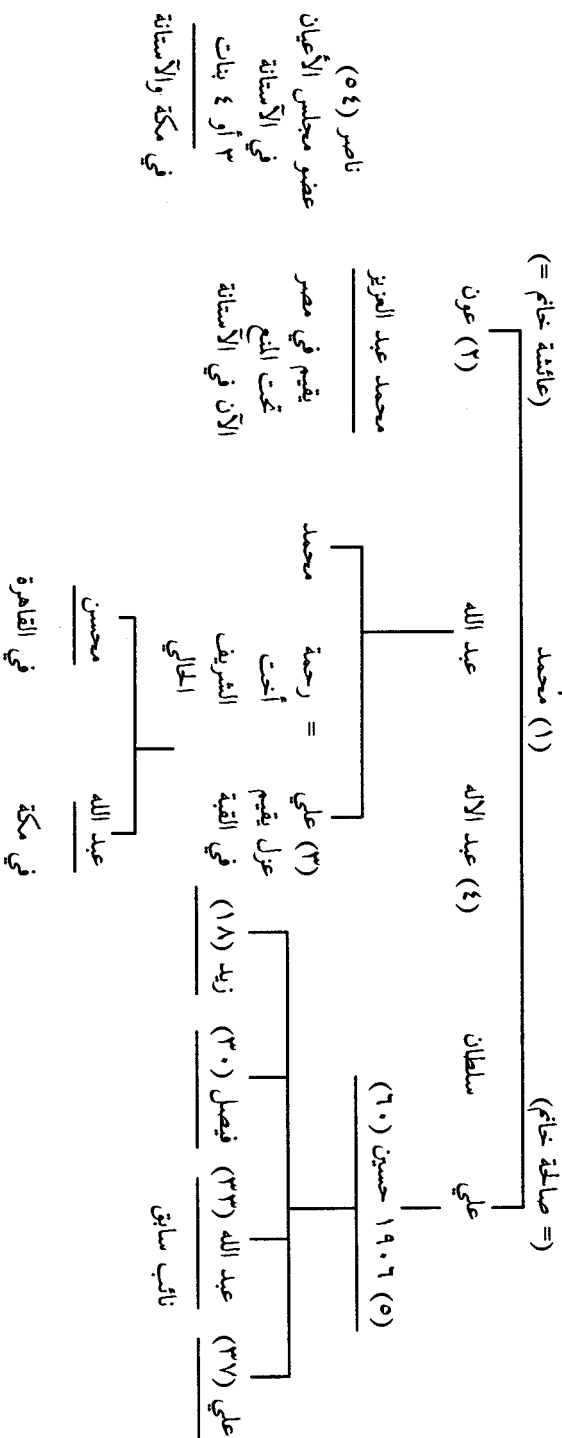 (١) مُحمد
(= صالحة خانم)
(عائشة خانم =)
علي
سلطان
عبد الاله (٤)
عبد الله
عون (٢)
(٥) ١٩٠٦ حسين (٦٠)
علي (٣٧)
عبد الله (٣٣)
نائب سابق
فيصل (٣٠)
زيد (١٨)
(٣) علي
عزل يقيم
في القبة
=
رحمة
أخت
الشريف
الحالي
محمد
عبد الله
في مكة
محسن
في القاهرة
محمد عبد العزيز
يقيم في مصر
تحت المنع
الآن في الآستانة
ناصر (٥٤)
عضو مجلس الأعيان
في الآستانة
٣ أو ٤ بنات
في مكة والآستانة